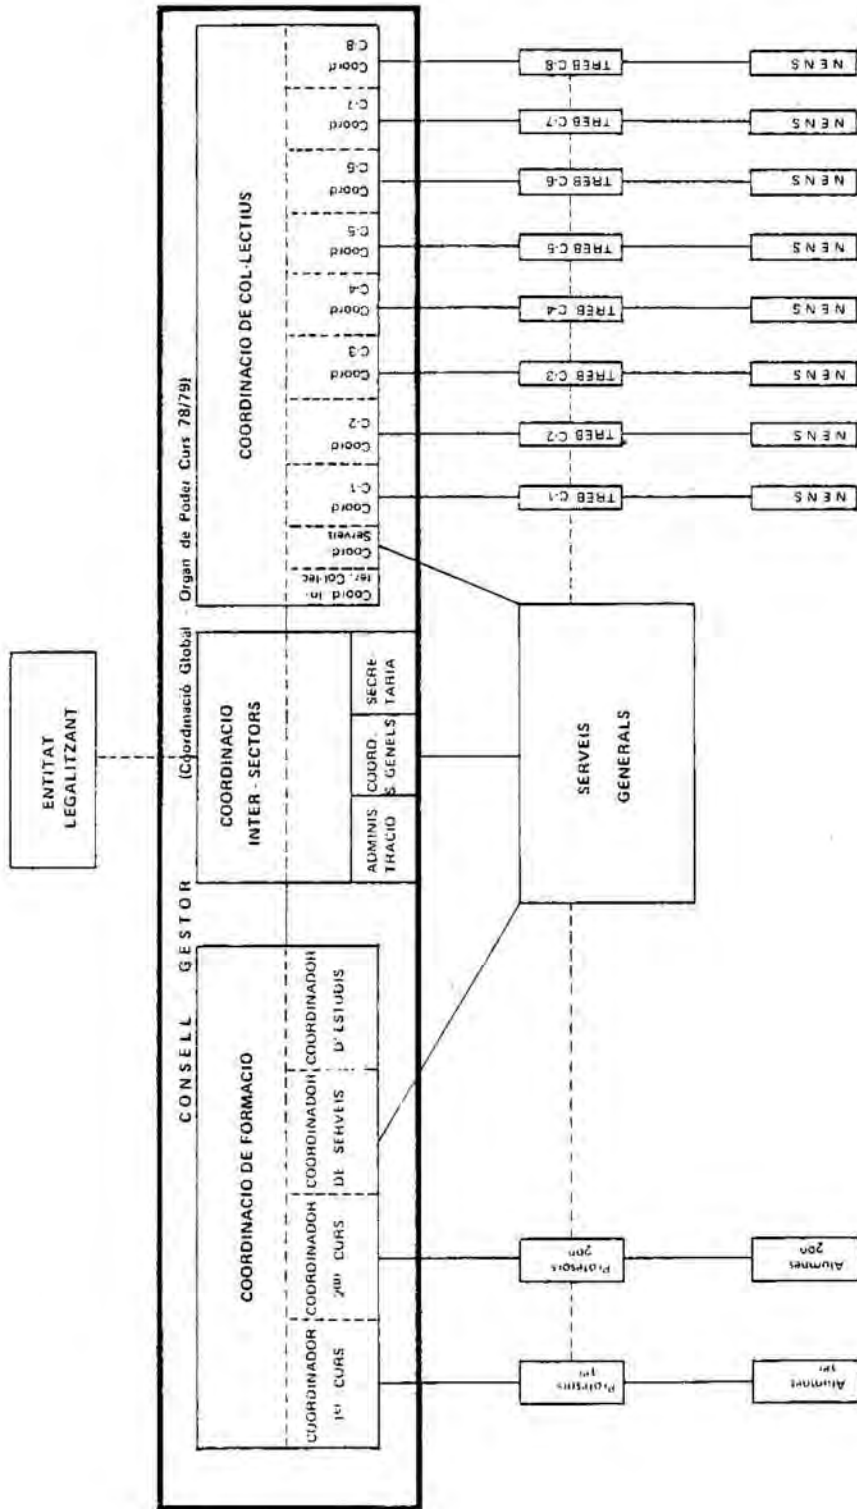 ENTITAT
LEGALITZANT
CONSELL GESTOR (Coordinació Global - Organ de Poder Curs 78/79)
COORDINACIO DE FORMACIO
COORDINADOR
1er CURS
COORDINADOR
2on CURS
COORDINADOR
DE SERVEIS
COORDINADOR
D'ESTUDIS
COORDINACIO
INTER-SECTORS
ADMINIS
TRACIO
COORD.
S. GENELS
SECRE-
TARIA
COORDINACIO DE COL·LECTIUS
Coord. In-
ter. Col·lec
Coord
Serveis
Coord
C-1
Coord
C-2
Coord
C-3
Coord
C-4
Coord
C-5
Coord
C-6
Coord
C-7
Coord
C-8
Profesors
1er
Profesors
2on
SERVEIS
GENERALS
TREB C-1
TREB C-2
TREB C-3
TREB C-4
TREB C-5
TREB C-6
TREB C-7
TREB C-8
Alumnes
1er
Alumnes
2on
NENS
NENS
NENS
NENS
NENS
NENS
NENS
NENS